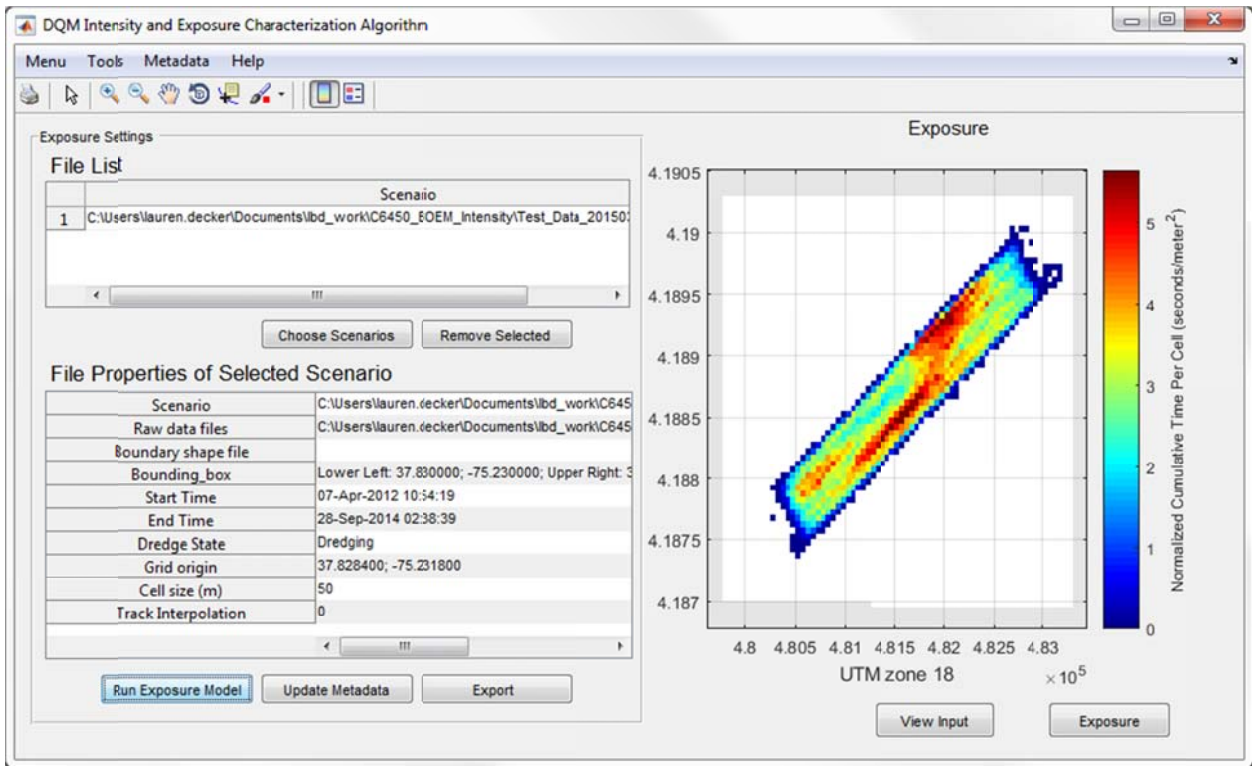 DQM Intensity and Exposure Characterization Algorithm
Menu Tools Metadata Help
Exposure Settings
File List
Scenario
1 C:\Users\lauren.decker\Documents\lbd_work\C6450_BOEM_Intensity\Test_Data_20150:
Choose Scenarios Remove Selected
File Properties of Selected Scenario
Scenario C:\Users\lauren.decker\Documents\lbd_work\C645
Raw data files C:\Users\lauren.decker\Documents\lbd_work\C645
Boundary shape file
Bounding_box Lower Left: 37.830000; -75.230000; Upper Right: 3
Start Time 07-Apr-2012 10:54:19
End Time 28-Sep-2014 02:38:39
Dredge State Dredging
Grid origin 37.828400; -75.231800
Cell size (m) 50
Track Interpolation 0
Run Exposure Model Update Metadata Export
Exposure
4.1905
4.19
4.1895
4.189
4.1885
4.188
4.1875
4.187
4.8 4.805 4.81 4.815 4.82 4.825 4.83
UTM zone 18 × 10⁵
5
4
3
2
1
0
Normalized Cumulative Time Per Cell (seconds/meter²)
View Input Exposure